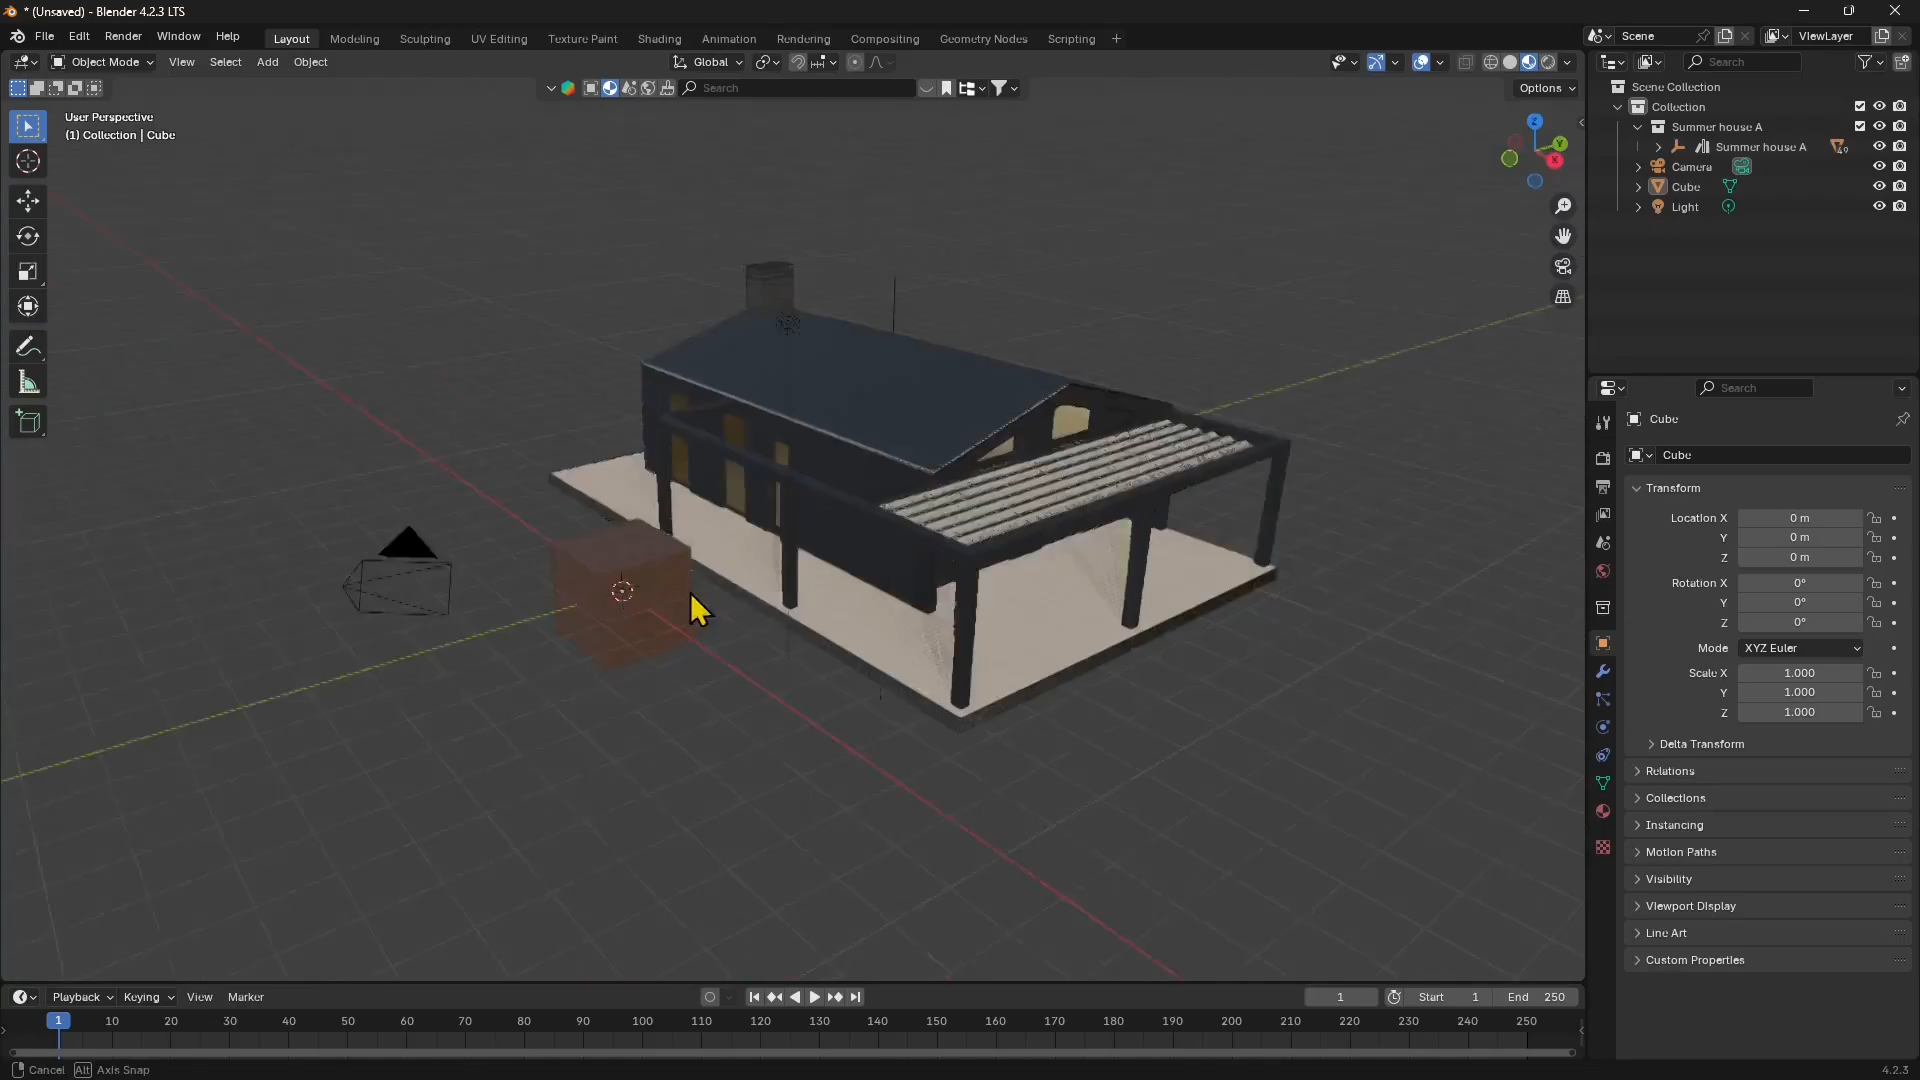 * (Unsaved) - Blender 4.2.3 LTS
File Edit Render Window Help
Layout Modeling Sculpting UV Editing Texture Paint Shading Animation Rendering Compositing Geometry Nodes Scripting +
Scene
ViewLayer
Object Mode View Select Add Object
Global
Search
Search
Options
User Perspective
(1) Collection | Cube
Z
Y
X
Scene Collection
Collection
Summer house A
Summer house A
49
Camera
Cube
Light
Search
Cube
Cube
Transform
Location X 0 m
Y 0 m
Z 0 m
Rotation X 0°
Y 0°
Z 0°
Mode XYZ Euler
Scale X 1.000
Y 1.000
Z 1.000
Delta Transform
Relations
Collections
Instancing
Motion Paths
Visibility
Viewport Display
Line Art
Custom Properties
Playback Keying View Marker
1
Start 1
End 250
1 10 20 30 40 50 60 70 80 90 100 110 120 130 140 150 160 170 180 190 200 210 220 230 240 250
Cancel Alt Axis Snap
4.2.3